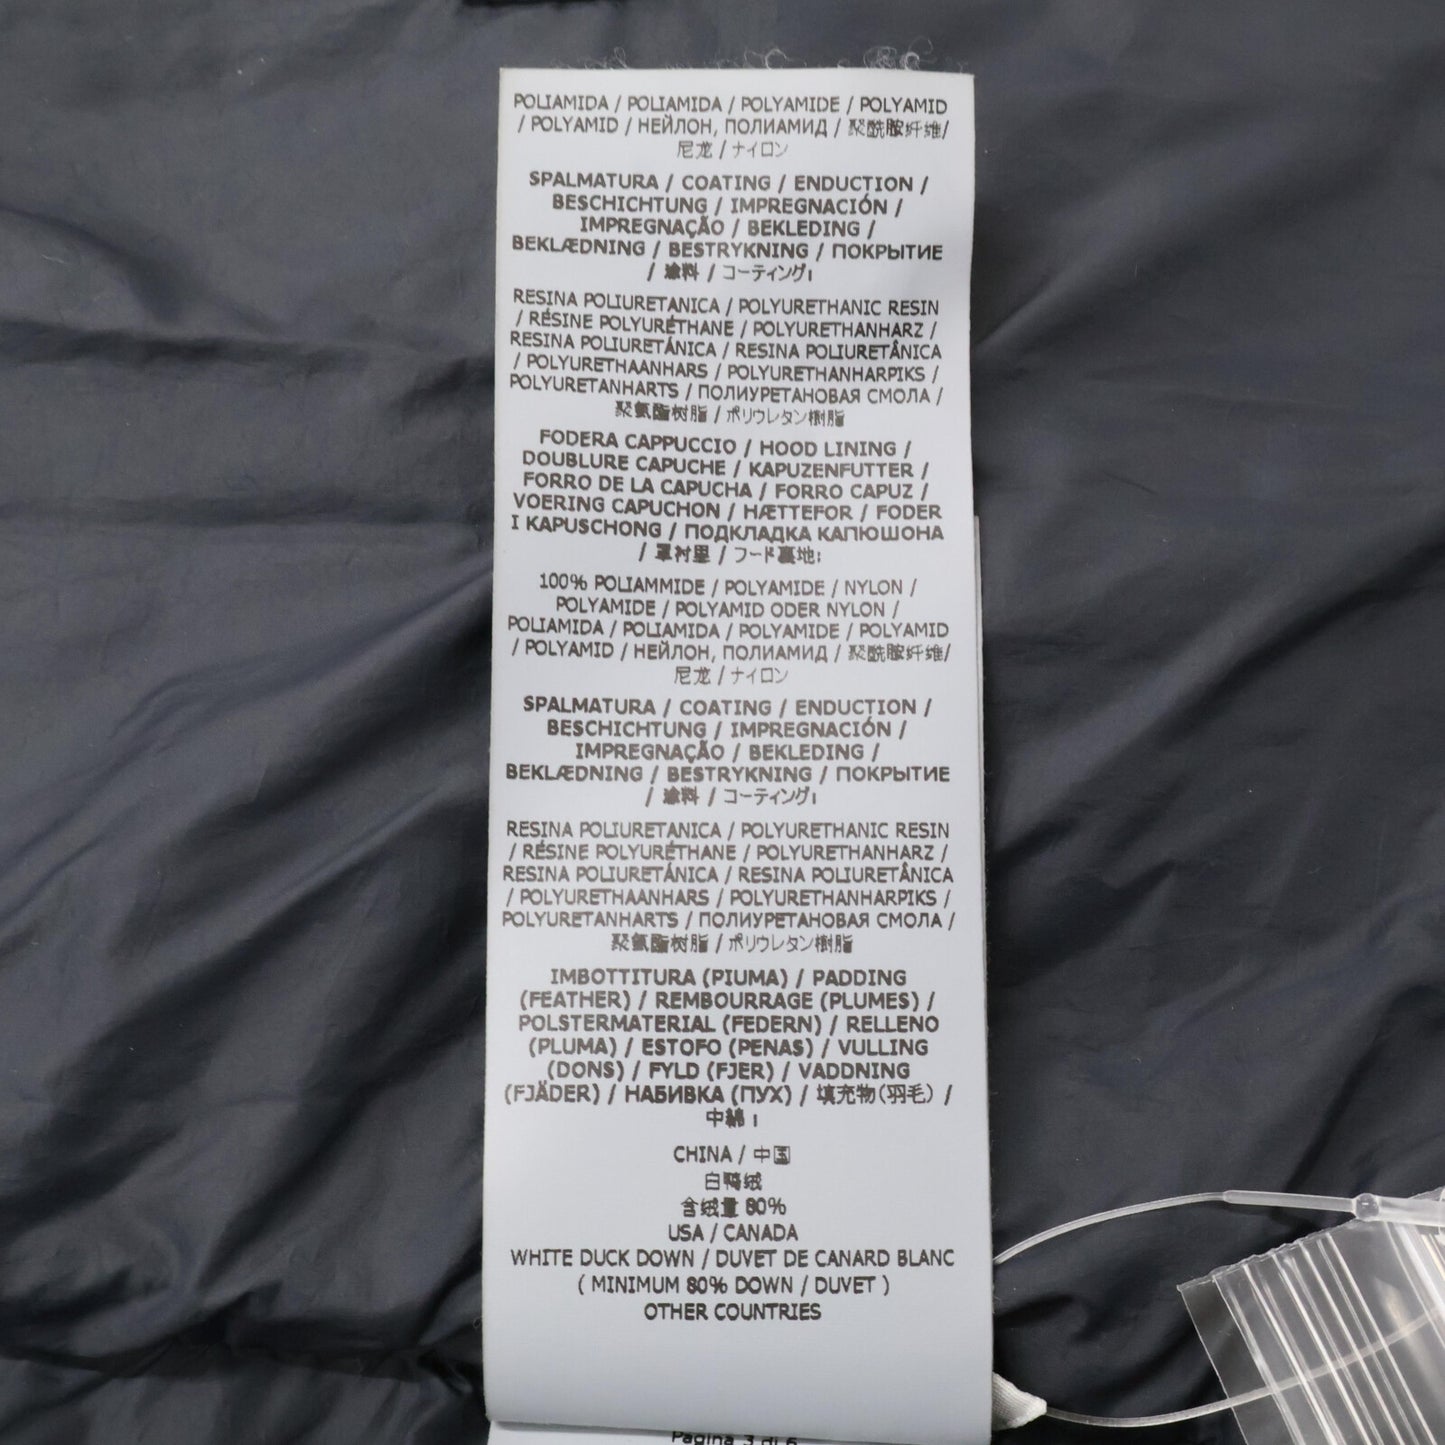 POLIAMIDA / POLIAMIDA / POLYAMIDE / POLYAMID
/ POLYAMID / НЕЙЛОН, ПОЛИАМИД / 聚酰胺纤维/
尼龙 / ナイロン
SPALMATURA / COATING / ENDUCTION /
BESCHICHTUNG / IMPREGNACIÓN /
IMPREGNAÇÃO / BEKLEDING /
BEKLÆDNING / BESTRYKNING / ПОКРЫТИЕ
/ 涂料 / コーティング:
RESINA POLIURETANICA / POLYURETHANIC RESIN
/ RÉSINE POLYURÉTHANE / POLYURETHANHARZ /
RESINA POLIURETÁNICA / RESINA POLIURETÂNICA
/ POLYURETHAANHARS / POLYURETHANHARPIKS /
POLYURETANHARTS / ПОЛИУРЕТАНОВАЯ СМОЛА /
聚氨酯树脂 / ポリウレタン樹脂
FODERA CAPPUCCIO / HOOD LINING /
DOUBLURE CAPUCHE / KAPUZENFUTTER /
FORRO DE LA CAPUCHA / FORRO CAPUZ /
VOERING CAPUCHON / HÆTTEFOR / FODER
I KAPUSCHONG / ПОДКЛАДКА КАПЮШОНА
/ 罩衬里 / フード裏地:
100% POLIAMMIDE / POLYAMIDE / NYLON /
POLYAMIDE / POLYAMID ODER NYLON /
POLIAMIDA / POLIAMIDA / POLYAMIDE / POLYAMID
/ POLYAMID / НЕЙЛОН, ПОЛИАМИД / 聚酰胺纤维/
尼龙 / ナイロン
SPALMATURA / COATING / ENDUCTION /
BESCHICHTUNG / IMPREGNACIÓN /
IMPREGNAÇÃO / BEKLEDING /
BEKLÆDNING / BESTRYKNING / ПОКРЫТИЕ
/ 涂料 / コーティング:
RESINA POLIURETANICA / POLYURETHANIC RESIN
/ RÉSINE POLYURÉTHANE / POLYURETHANHARZ /
RESINA POLIURETÁNICA / RESINA POLIURETÂNICA
/ POLYURETHAANHARS / POLYURETHANHARPIKS /
POLYURETANHARTS / ПОЛИУРЕТАНОВАЯ СМОЛА /
聚氨酯树脂 / ポリウレタン樹脂
IMBOTTITURA (PIUMA) / PADDING
(FEATHER) / REMBOURRAGE (PLUMES) /
POLSTERMATERIAL (FEDERN) / RELLENO
(PLUMA) / ESTOFO (PENAS) / VULLING
(DONS) / FYLD (FJER) / VADDNING
(FJÄDER) / НАБИВКА (ПУХ) / 填充物(羽毛) /
中綿 :
CHINA / 中国
白鸭绒
含绒量 80%
USA / CANADA
WHITE DUCK DOWN / DUVET DE CANARD BLANC
( MINIMUM 80% DOWN / DUVET )
OTHER COUNTRIES
Pagina 3 di 6